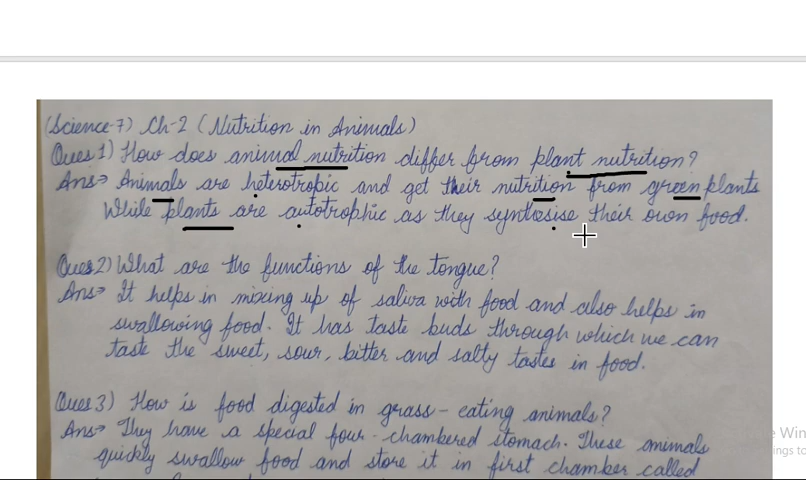 (Science-7) Ch-2 (Nutrition in Animals)
Ques 1) How does animal nutrition differ from plant nutrition?
Ans→ Animals are heterotropic and get their nutrition from green plants
While plants are autotrophic as they synthesise their own food.
Ques2) What are the functions of the tongue?
Ans→ It helps in mixing up of saliva with food and also helps in
swallowing food. It has taste buds through which we can
taste the sweet, sour, bitter and salty tastes in food.
Ques3) How is food digested in grass-eating animals?
Ans→ They have a special four-chambered stomach. These animals
quickly swallow food and store it in first chamber called